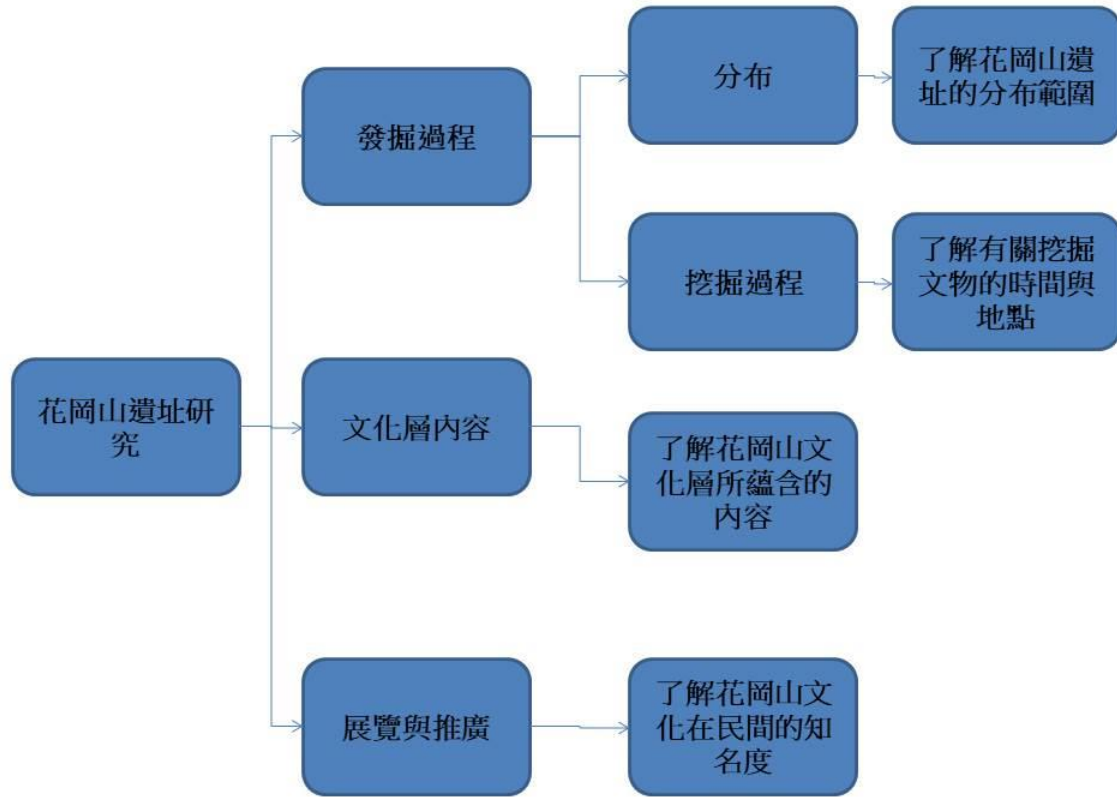 花岡山遺址研
究
發掘過程
分布
了解花岡山遺
址的分布範圍
挖掘過程
了解有關挖掘
文物的時間與
地點
文化層內容
了解花岡山文
化層所蘊含的
內容
展覽與推廣
了解花岡山文
化在民間的知
名度